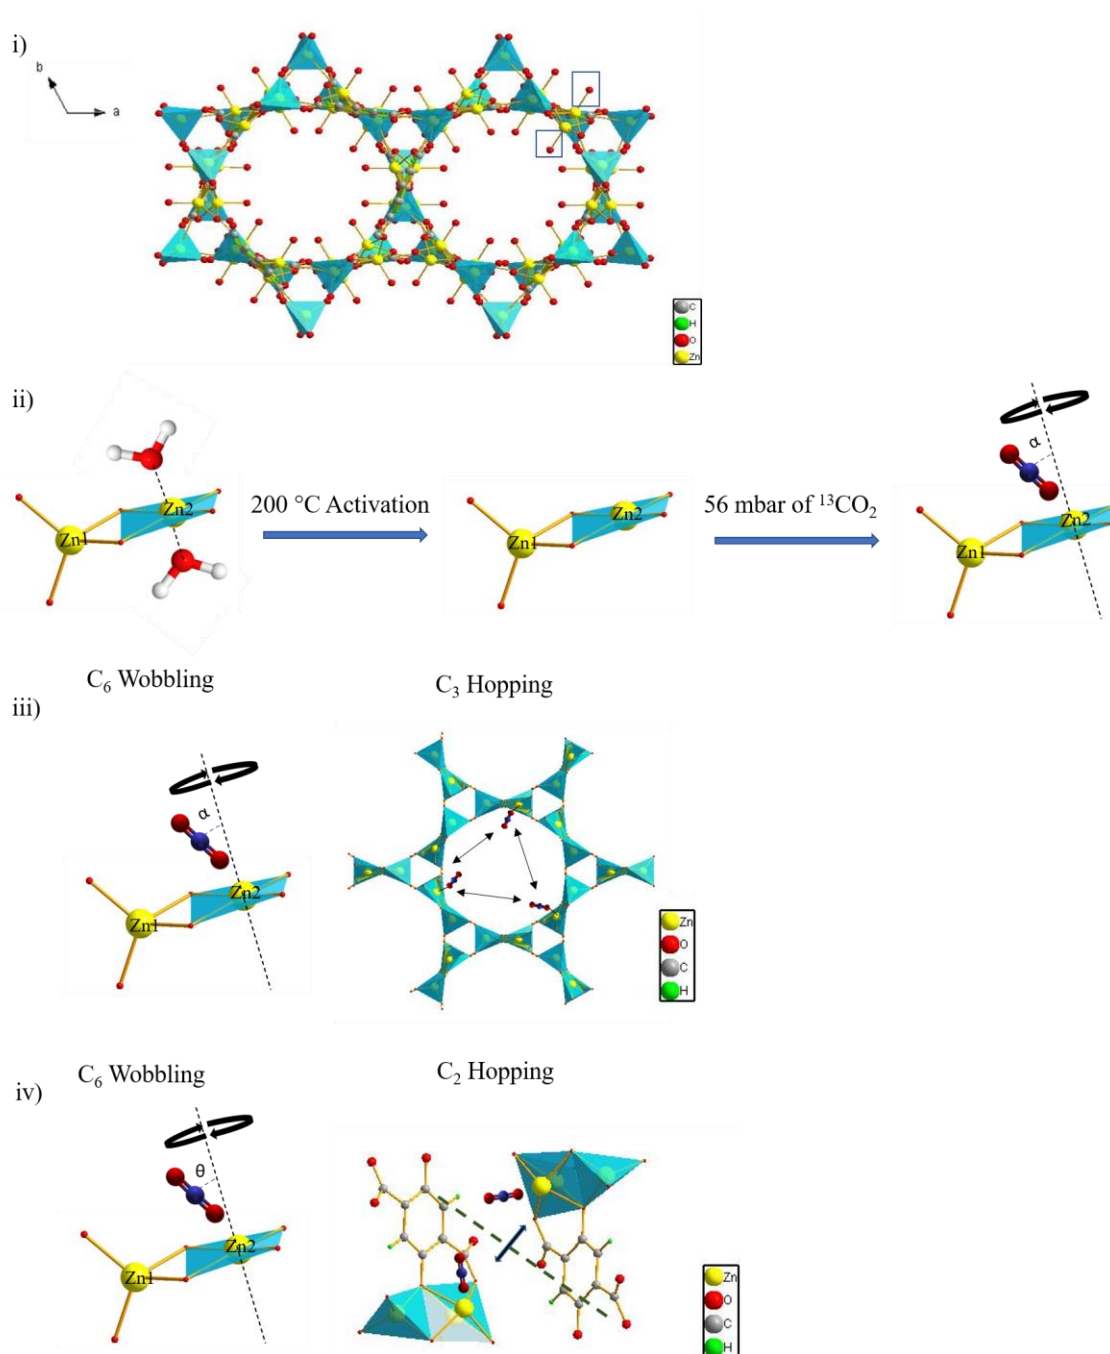 i)
b
a
C
H
O
Zn
ii)
Zn1
Zn2
200 °C Activation
Zn1
Zn2
56 mbar of ¹³CO₂
α
Zn1
Zn2
C₆ Wobbling
C₃ Hopping
iii)
α
Zn1
Zn2
Zn
O
C
H
C₆ Wobbling
C₂ Hopping
iv)
θ
Zn1
Zn2
Zn
O
C
H